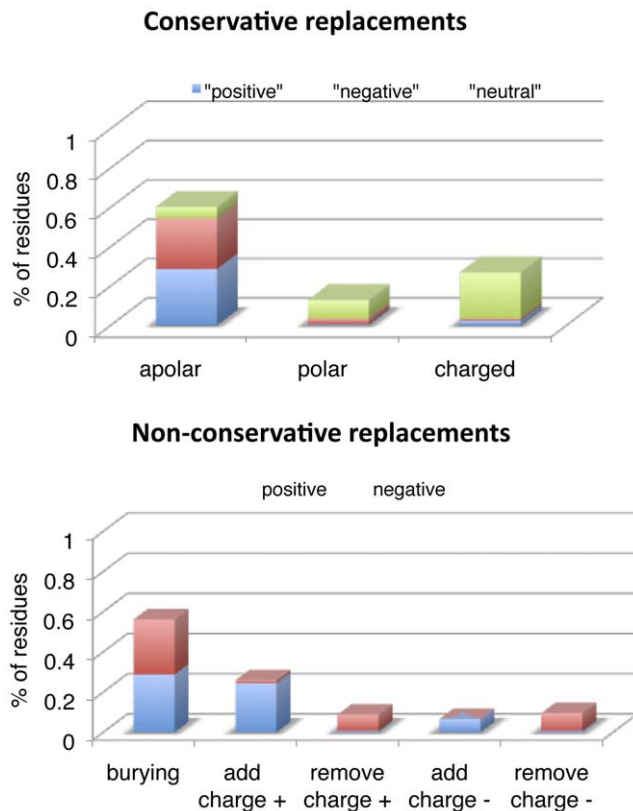 Conservative replacements
"positive" "negative" "neutral"
1
0.8
0.6
0.4
0.2
0
% of residues
apolar polar charged
Non-conservative replacements
positive negative
1
0.8
0.6
0.4
0.2
0
% of residues
burying add remove add remove
charge + charge + charge - charge -